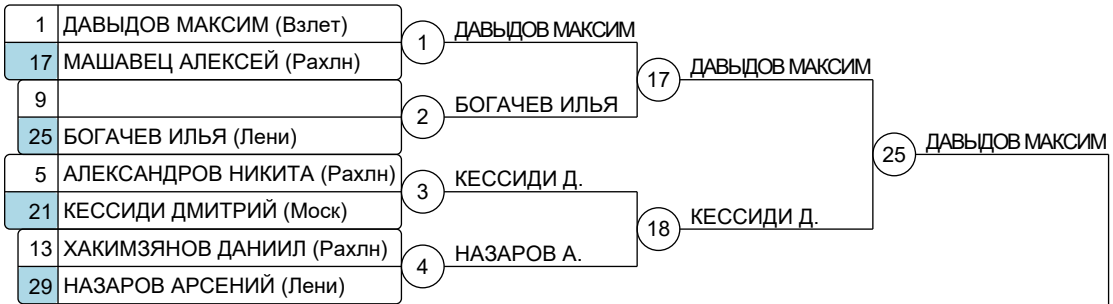 1 ДАВЫДОВ МАКСИМ (Взлет)
17 МАШАВЕЦ АЛЕКСЕЙ (Рахлн)
9
25 БОГАЧЕВ ИЛЬЯ (Лени)
5 АЛЕКСАНДРОВ НИКИТА (Рахлн)
21 КЕССИДИ ДМИТРИЙ (Моск)
13 ХАКИМЗЯНОВ ДАНИИЛ (Рахлн)
29 НАЗАРОВ АРСЕНИЙ (Лени)
1 ДАВЫДОВ МАКСИМ
2 БОГАЧЕВ ИЛЬЯ
3 КЕССИДИ Д.
4 НАЗАРОВ А.
17 ДАВЫДОВ МАКСИМ
18 КЕССИДИ Д.
25 ДАВЫДОВ МАКСИМ